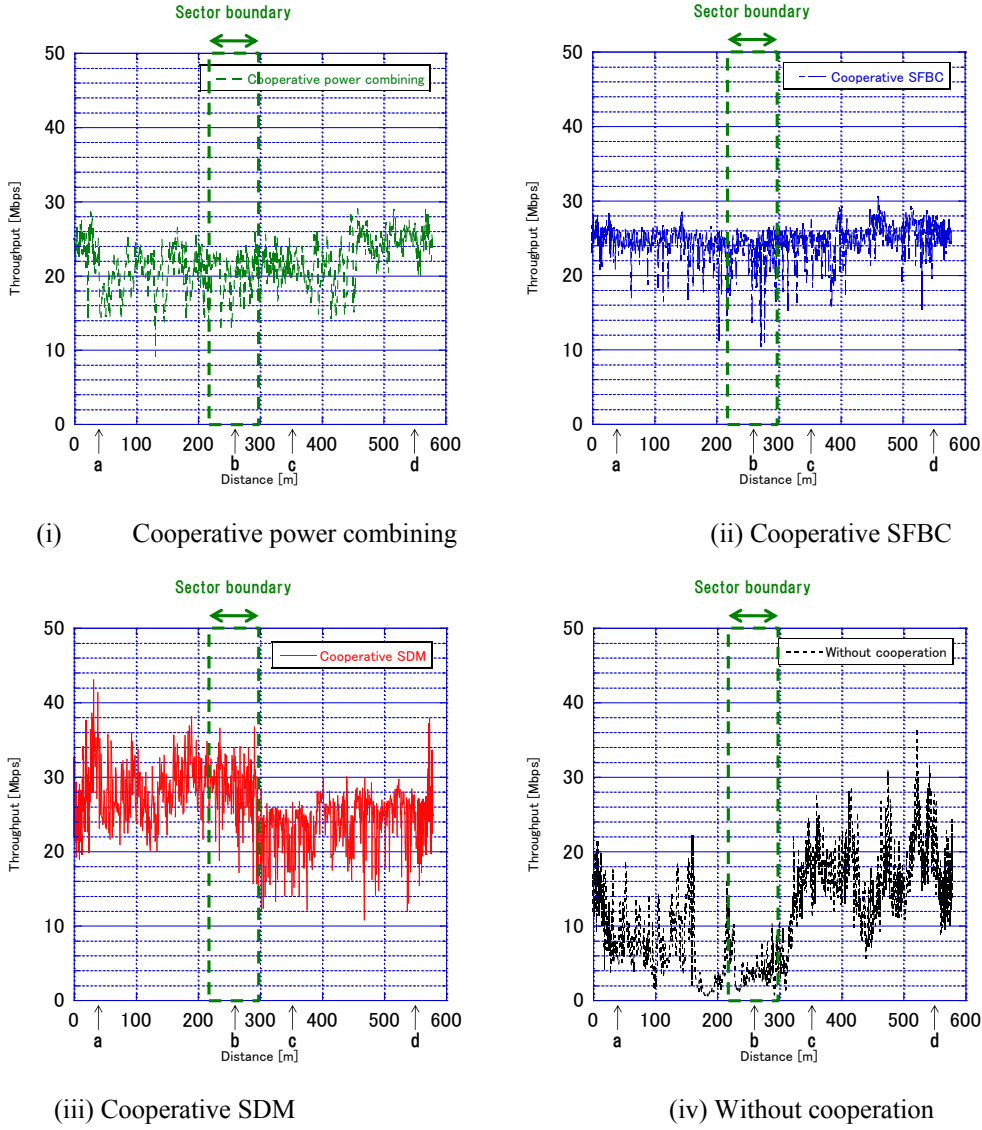 Sector boundary
Sector boundary
50
40
30
20
10
0
Throughput [Mbps]
Cooperative power combining
0 100 200 300 400 500 600
a b c d
Distance [m]
50
40
30
20
10
0
Throughput [Mbps]
Cooperative SFBC
0 100 200 300 400 500 600
a b c d
Distance [m]
(i) Cooperative power combining
(ii) Cooperative SFBC
Sector boundary
Sector boundary
50
40
30
20
10
0
Throughput [Mbps]
Cooperative SDM
0 100 200 300 400 500 600
a b c d
Distance [m]
50
40
30
20
10
0
Throughput [Mbps]
Without cooperation
0 100 200 300 400 500 600
a b c d
Distance [m]
(iii) Cooperative SDM
(iv) Without cooperation